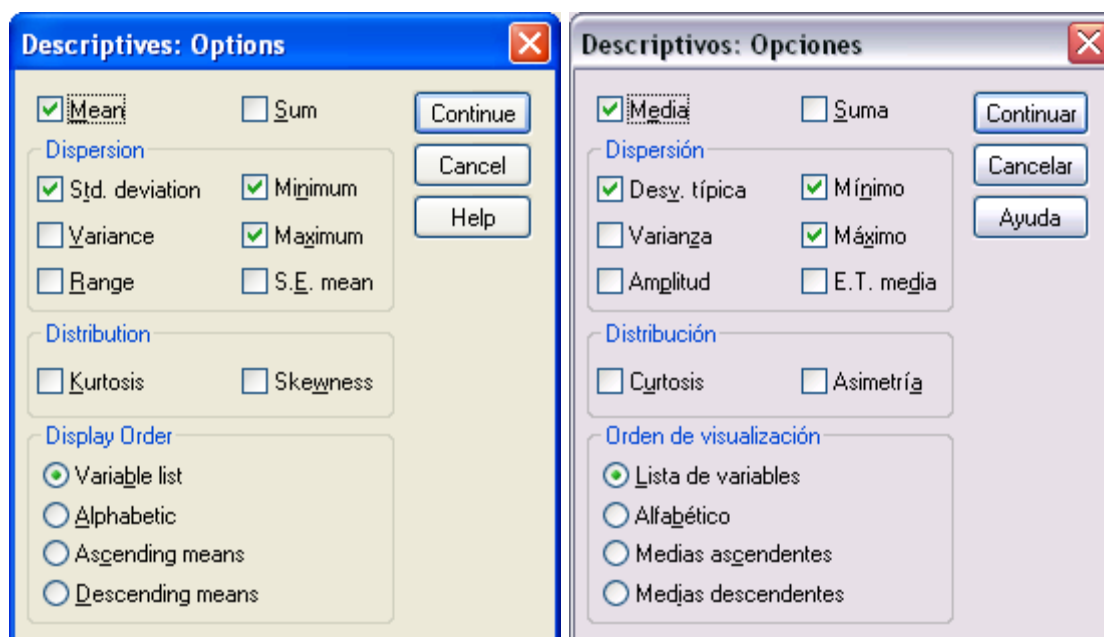 Descriptives: Options
Mean Sum Continue
Dispersion Cancel
Std. deviation Minimum Help
Variance Maximum
Range S.E. mean
Distribution
Kurtosis Skewness
Display Order
Variable list
Alphabetic
Ascending means
Descending means
Descriptivos: Opciones
Media Suma Continuar
Dispersión Cancelar
Desv. típica Mínimo Ayuda
Varianza Máximo
Amplitud E.T. media
Distribución
Curtosis Asimetría
Orden de visualización
Lista de variables
Alfabético
Medias ascendentes
Medias descendentes